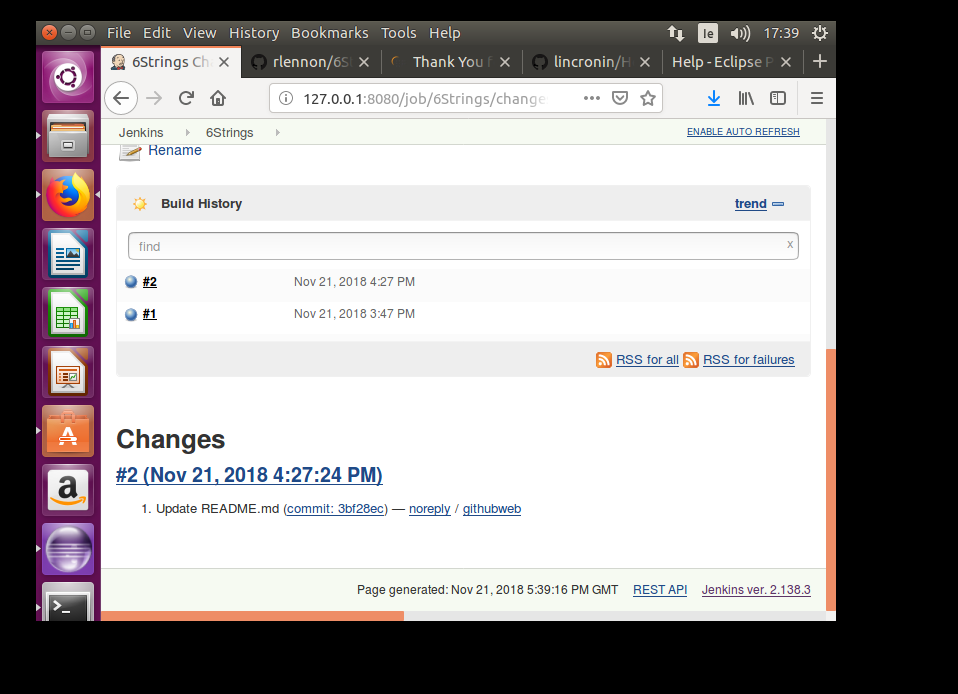 File Edit View History Bookmarks Tools Help Ie 17:39
6Strings Ch rlennon/6S Thank You lincronin/H Help - Eclipse P
127.0.0.1:8080/job/6Strings/change
Jenkins 6Strings ENABLE AUTO REFRESH
Rename
Build History trend
find x
#2 Nov 21, 2018 4:27 PM
#1 Nov 21, 2018 3:47 PM
RSS for all RSS for failures
Changes
#2 (Nov 21, 2018 4:27:24 PM)
1. Update README.md (commit: 3bf28ec) — noreply / githubweb
Page generated: Nov 21, 2018 5:39:16 PM GMT REST API Jenkins ver. 2.138.3